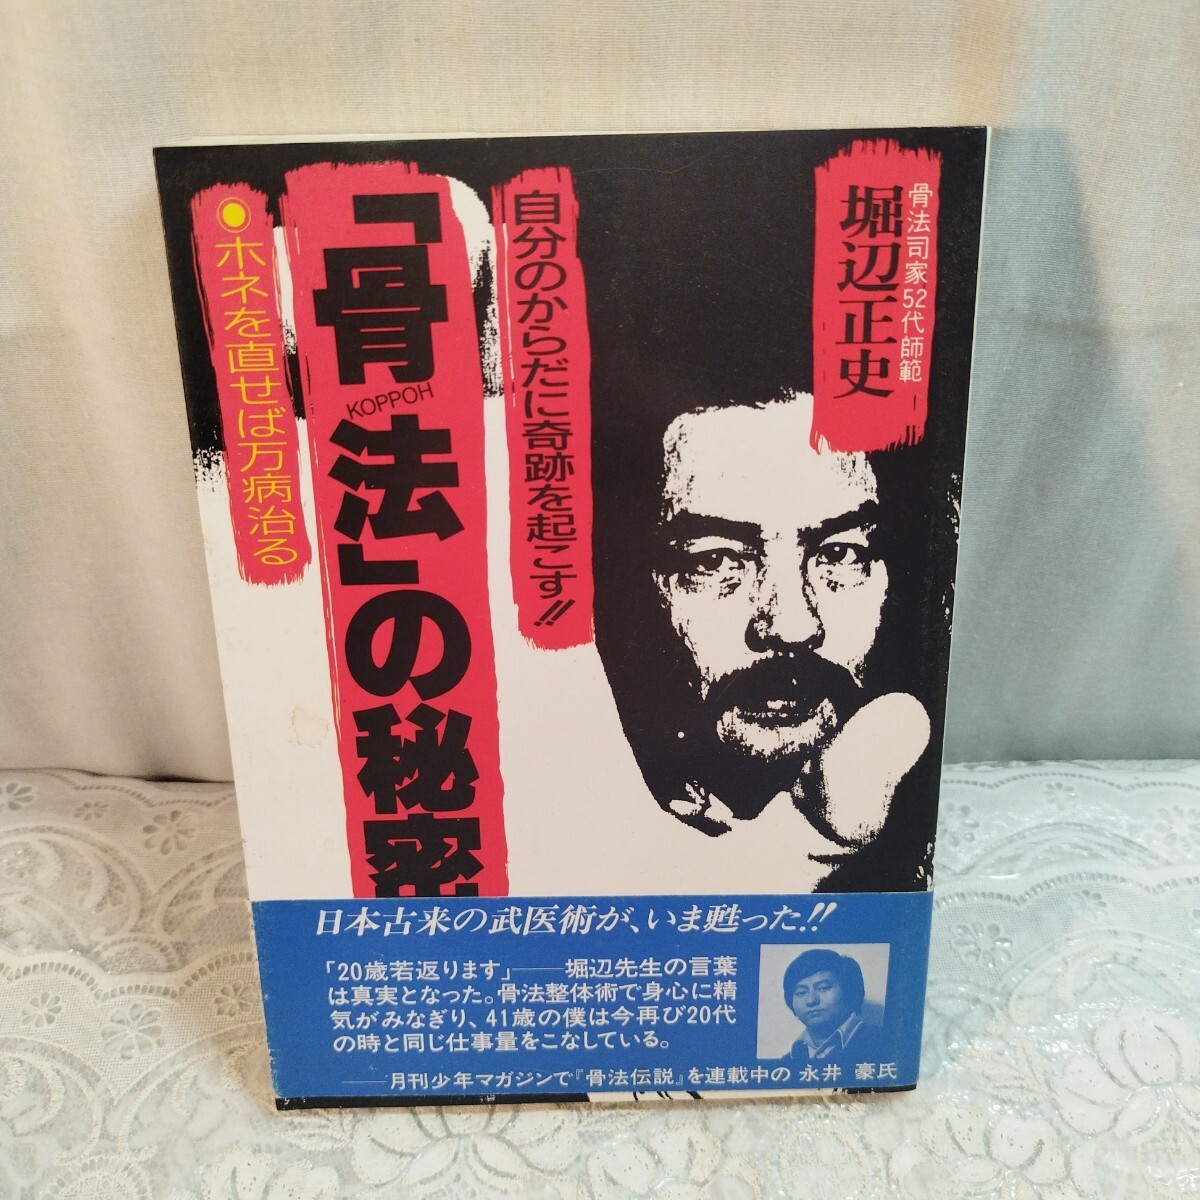 骨法司家52代師範
堀辺正史
自分のからだに奇跡を起こす!!
「骨法」の秘密
KOPPOH
ホネを直せば万病治る
日本古来の武医術が、いま甦った!!
「20歳若返ります」――堀辺先生の言葉
は真実となった。骨法整体術で身心に精
気がみなぎり、41歳の僕は今再び20代
の時と同じ仕事量をこなしている。
――月刊少年マガジンで『骨法伝説』を連載中の 永井 豪氏